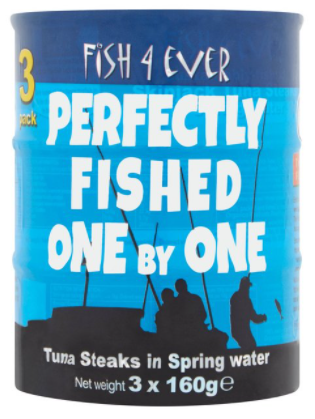 FISH 4 EVER
3
pack
PERFECTLY
FISHED
ONE BY ONE
Tuna Steaks in Spring water
Net weight 3 x 160g e